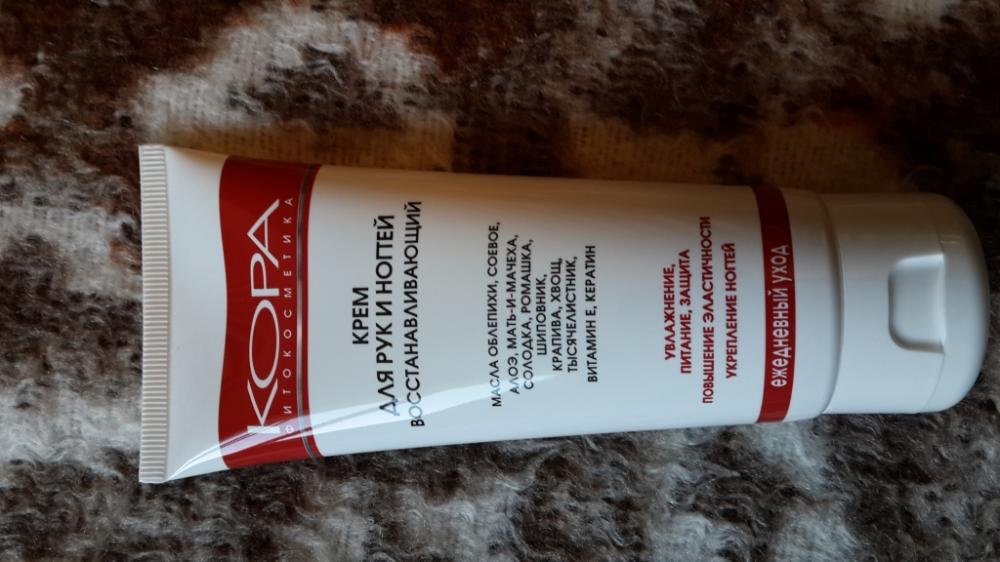 КОРА
ФИТОКОСМЕТИКА
КРЕМ
ДЛЯ РУК И НОГТЕЙ
ВОССТАНАВЛИВАЮЩИЙ
МАСЛА ОБЛЕПИХИ, СОЕВОЕ,
АЛОЭ, МАТЬ-И-МАЧЕХА,
СОЛОДКА, РОМАШКА,
ШИПОВНИК,
КРАПИВА, ХВОЩ,
ТЫСЯЧЕЛИСТНИК,
ВИТАМИН Е, КЕРАТИН
УВЛАЖНЕНИЕ,
ПИТАНИЕ, ЗАЩИТА
ПОВЫШЕНИЕ ЭЛАСТИЧНОСТИ
УКРЕПЛЕНИЕ НОГТЕЙ
ежедневный уход